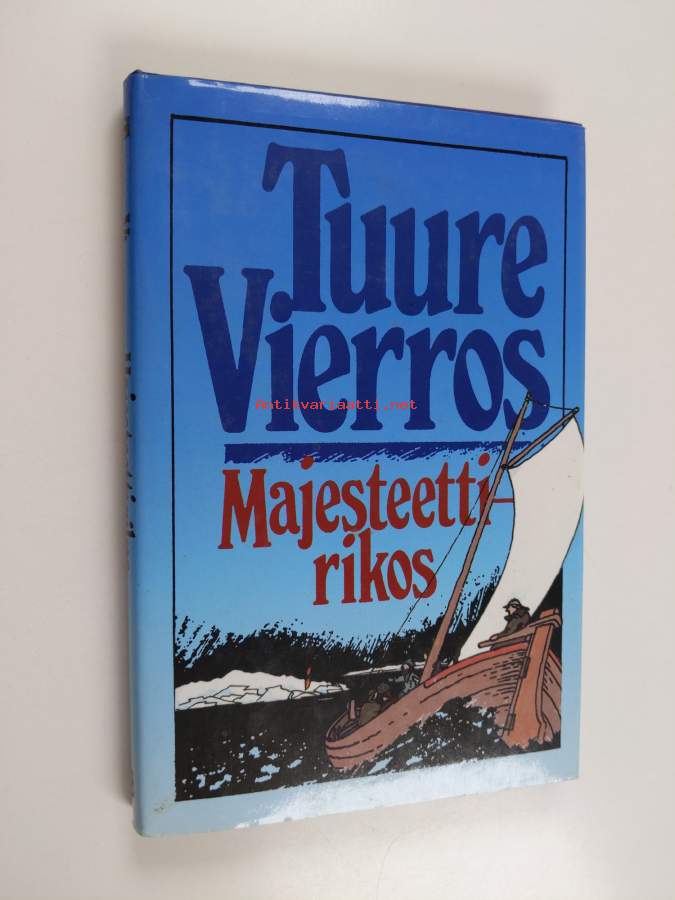 Tuure
Vierros
Antikvariaatti.net
Majesteetti-
rikos